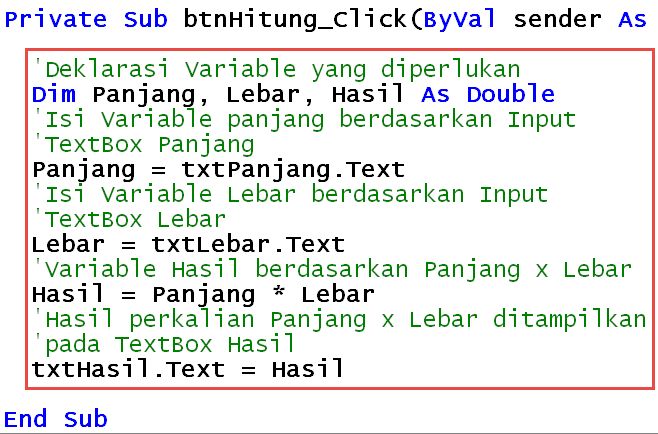 Private Sub btnHitung_Click(ByVal sender As
'Deklarasi Variable yang diperlukan
Dim Panjang, Lebar, Hasil As Double
'Isi Variable panjang berdasarkan Input
'TextBox Panjang
Panjang = txtPanjang.Text
'Isi Variable Lebar berdasarkan Input
'TextBox Lebar
Lebar = txtLebar.Text
'Variable Hasil berdasarkan Panjang x Lebar
Hasil = Panjang * Lebar
'Hasil perkalian Panjang x Lebar ditampilkan
'pada TextBox Hasil
txtHasil.Text = Hasil
End Sub